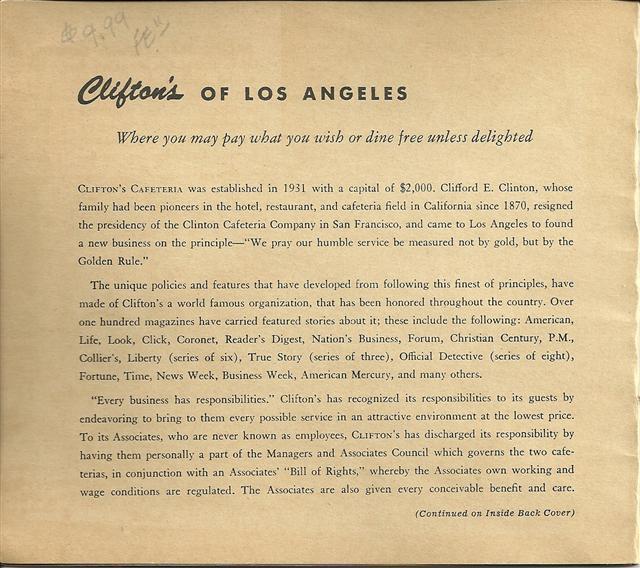 $9.99
Clifton's OF LOS ANGELES
Where you may pay what you wish or dine free unless delighted
CLIFTON'S CAFETERIA was established in 1931 with a capital of $2,000. Clifford E. Clinton, whose
family had been pioneers in the hotel, restaurant, and cafeteria field in California since 1870, resigned
the presidency of the Clinton Cafeteria Company in San Francisco, and came to Los Angeles to found
a new business on the principle—"We pray our humble service be measured not by gold, but by the
Golden Rule."
The unique policies and features that have developed from following this finest of principles, have
made of Clifton's a world famous organization, that has been honored throughout the country. Over
one hundred magazines have carried featured stories about it; these include the following: American,
Life, Look, Click, Coronet, Reader's Digest, Nation's Business, Forum, Christian Century, P.M.,
Collier's, Liberty (series of six), True Story (series of three), Official Detective (series of eight),
Fortune, Time, News Week, Business Week, American Mercury, and many others.
"Every business has responsibilities." Clifton's has recognized its responsibilities to its guests by
endeavoring to bring to them every possible service in an attractive environment at the lowest price.
To its Associates, who are never known as employees, CLIFTON'S has discharged its responsibility by
having them personally a part of the Managers and Associates Council which governs the two cafe-
terias, in conjunction with an Associates' "Bill of Rights," whereby the Associates own working and
wage conditions are regulated. The Associates are also given every conceivable benefit and care.
(Continued on Inside Back Cover)